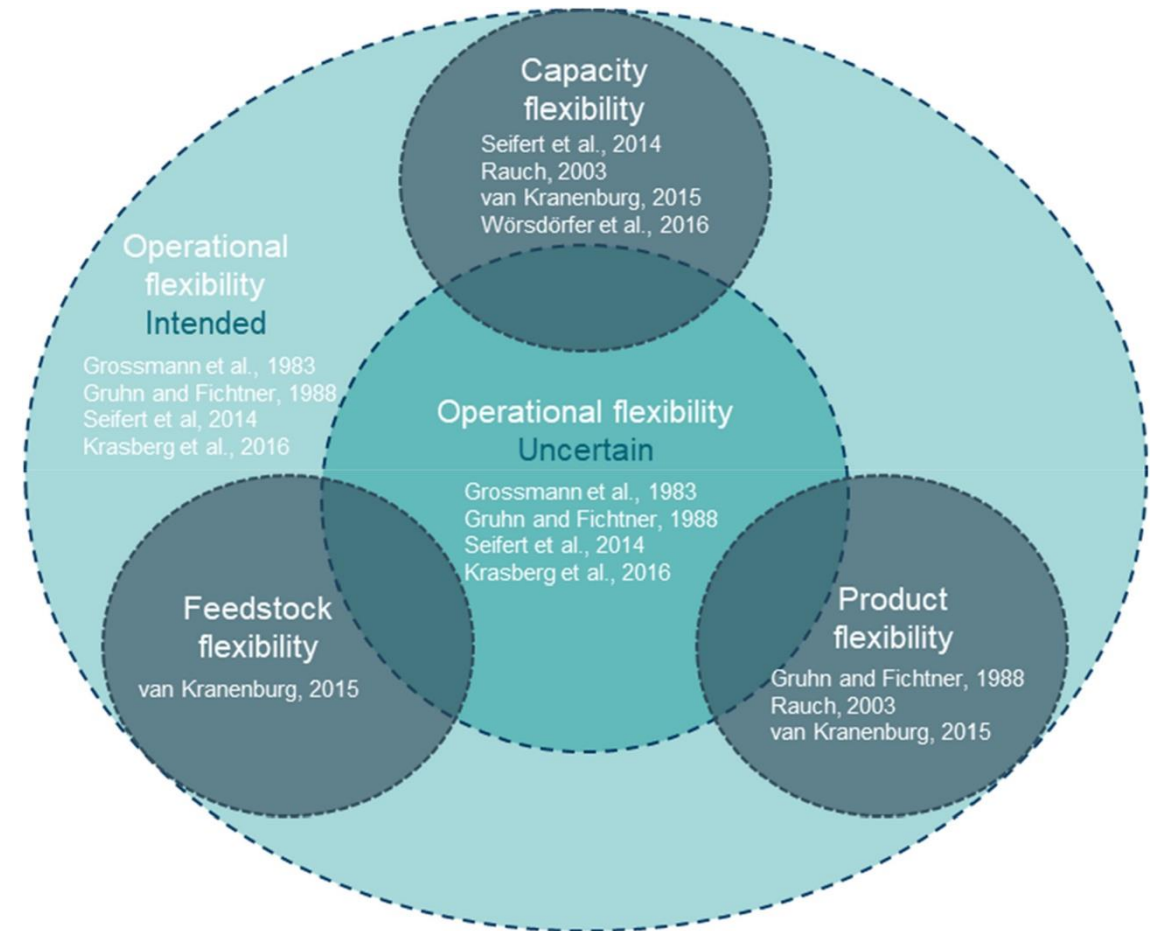 Capacity
flexibility
Seifert et al., 2014
Rauch, 2003
van Kranenburg, 2015
Wörsdörfer et al., 2016
Operational
flexibility
Intended
Grossmann et al., 1983
Gruhn and Fichtner, 1988
Seifert et al, 2014
Krasberg et al., 2016
Operational flexibility
Uncertain
Grossmann et al., 1983
Gruhn and Fichtner, 1988
Seifert et al., 2014
Krasberg et al., 2016
Feedstock
flexibility
van Kranenburg, 2015
Product
flexibility
Gruhn and Fichtner, 1988
Rauch, 2003
van Kranenburg, 2015